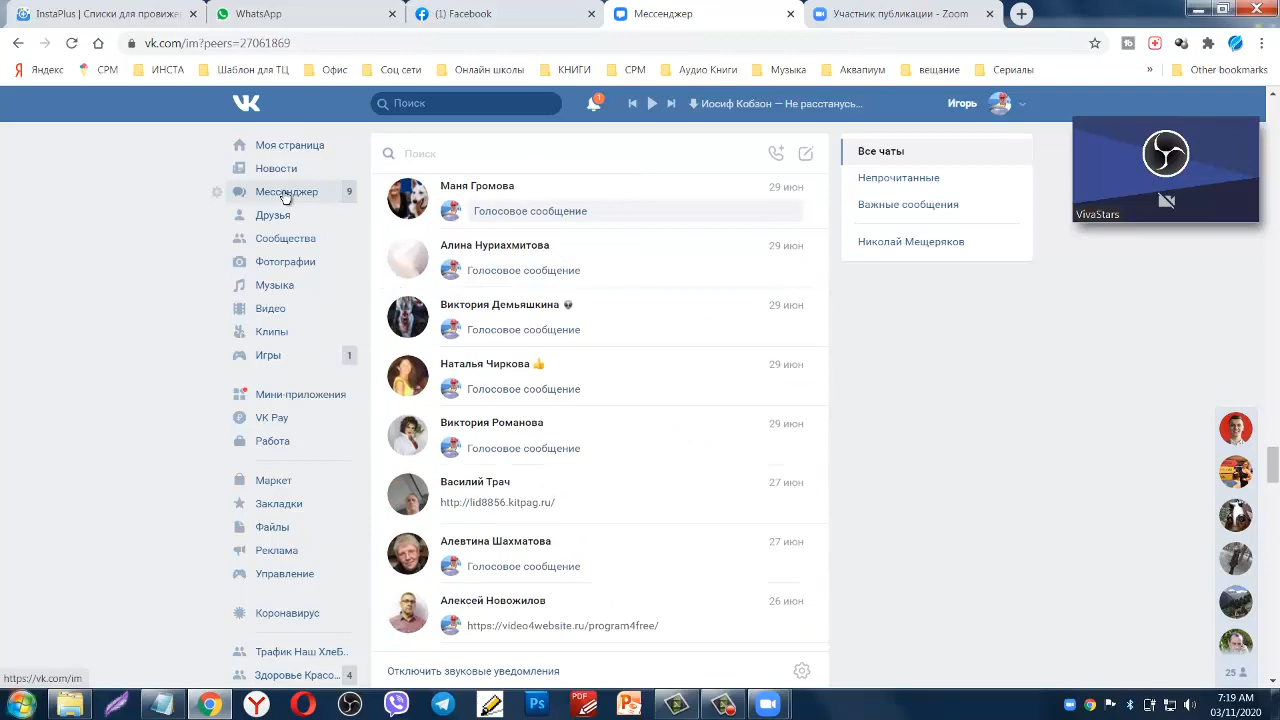 InstaPlus | Списки для провижe
WhatsApp
(1) Facebook
Мессенджер
Участник публикации - Zoom
vk.com/im?peers=27061869
Яндекс
СРМ
ИНСТА
Шаблон для ТЦ
Офис
Соц сети
Онлайн школы
КНИГИ
СРМ
Аудио Книги
Музыка
Аквапиум
вещание
Сериалы
»
Other bookmarks
Поиск
1
Иосиф Кобзон — Не расстанусь...
Игорь
Моя страница
Новости
Мессенджер 9
Друзья
Сообщества
Фотографии
Музыка
Видео
Клипы
Игры 1
Мини-приложения
VK Pay
Работа
Маркет
Закладки
Файлы
Реклама
Управление
Коронавирус
Трафик Наш ХлеБ..
Здоровье Красо... 4
https://vk.com/im
Поиск
Маня Громова 29 июн
Голосовое сообщение
Алина Нуриахмитова 29 июн
Голосовое сообщение
Виктория Демьяшкина 29 июн
Голосовое сообщение
Наталья Чиркова 29 июн
Голосовое сообщение
Виктория Романова 29 июн
Голосовое сообщение
Василий Трач 27 июн
http://lid8856.kitpag.ru/
Алевтина Шахматова 27 июн
Голосовое сообщение
Алексей Новожилов 26 июн
https://video4website.ru/program4free/
Отключить звуковые уведомления
Все чаты
Непрочитанные
Важные сообщения
Николай Мещеряков
VivaStars
25
PDF
Ps
7:19 AM
03/11/2020